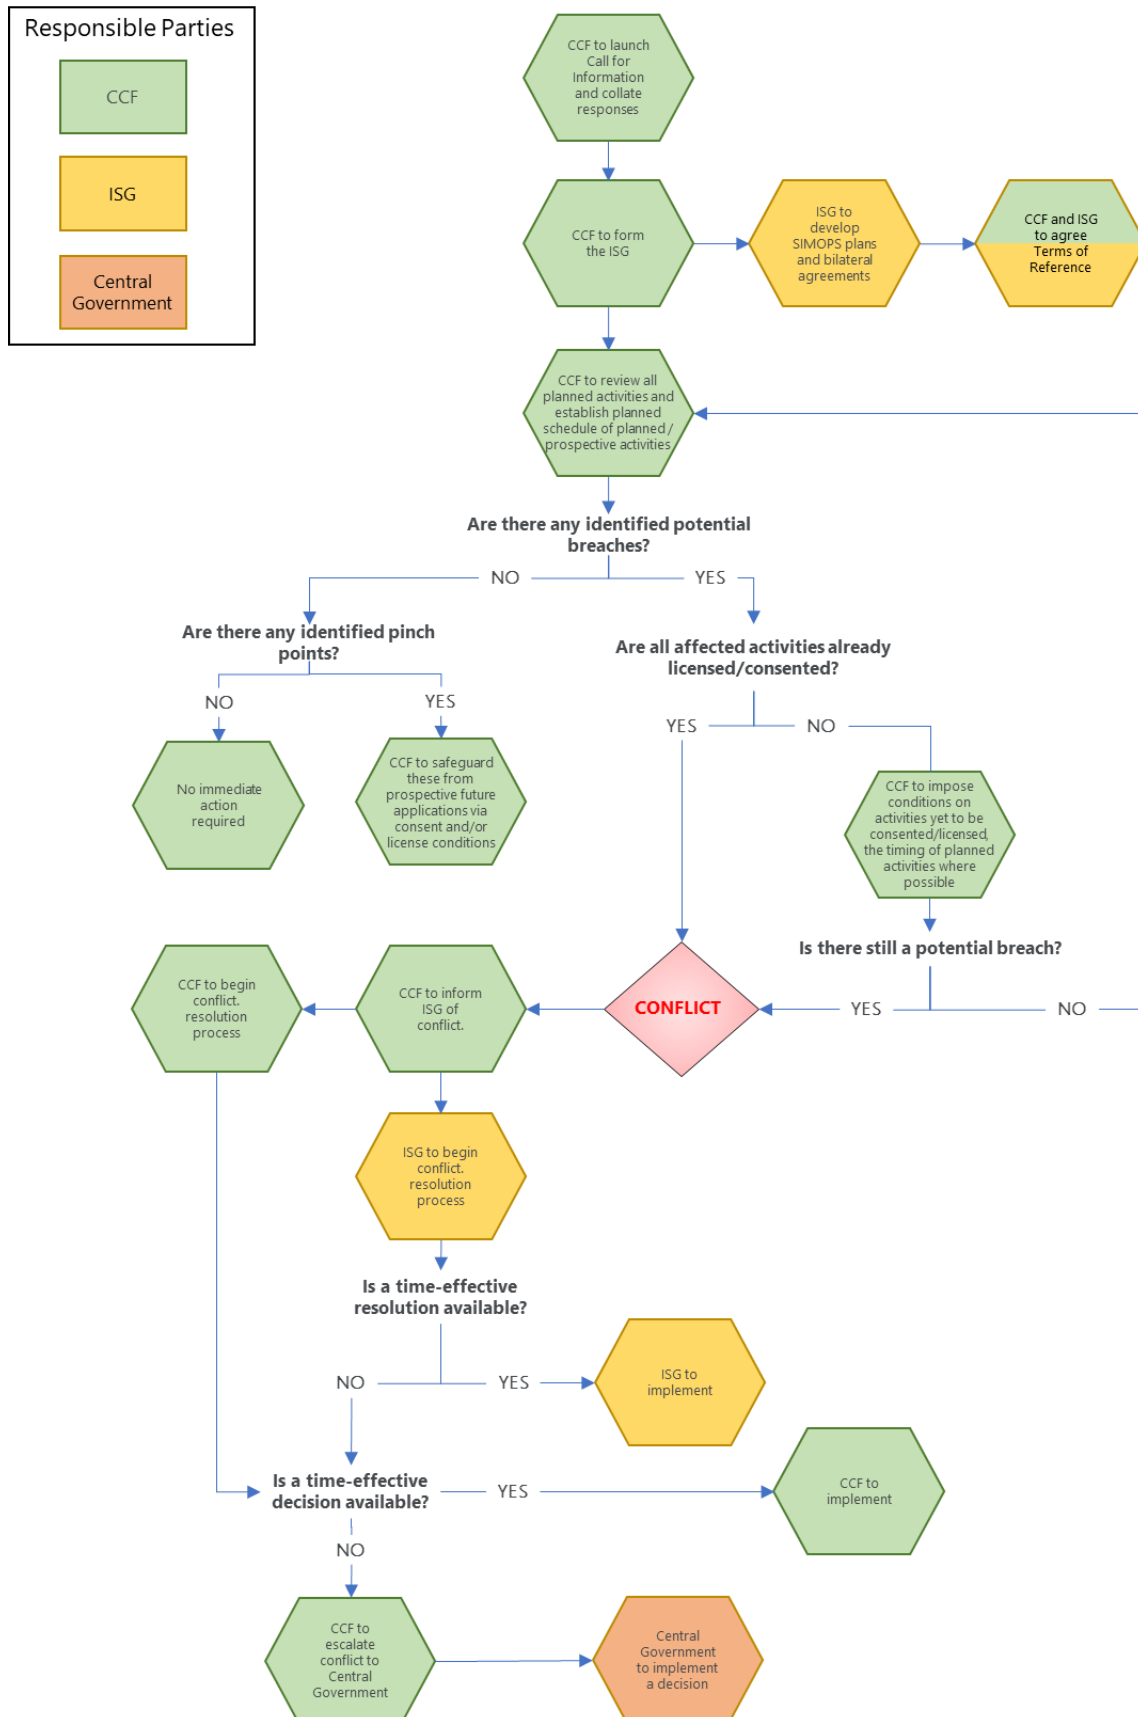 Responsible Parties
CCF
ISG
Central
Government
CCF to launch
Call for
Information
and collate
responses
CCF to form
the ISG
ISG to
develop
SIMOPS plans
and bilateral
agreements
CCF and ISG
to agree
Terms of
Reference
CCF to review all
planned activities and
establish planned
schedule of planned/
prospective activities
Are there any identified potential
breaches?
NO
YES
Are there any identified pinch
points?
NO
YES
Are all affected activities already
licensed/consented?
YES
NO
No immediate
action
required
CCF to safeguard
these from
prospective future
applications via
consent and/or
license conditions
CCF to impose
conditions on
activities yet to be
consented/licensed,
the timing of planned
activities where
possible
Is there still a potential breach?
YES
NO
CONFLICT
CCF to inform
ISG of
conflict.
CCF to begin
conflict.
resolution
process
ISG to begin
conflict.
resolution
process
Is a time-effective
resolution available?
NO
YES
ISG to
implement
Is a time-effective
decision available?
YES
CCF to
implement
NO
CCF to
escalate
conflict to
Central
Government
Central
Government
to implement
a decision